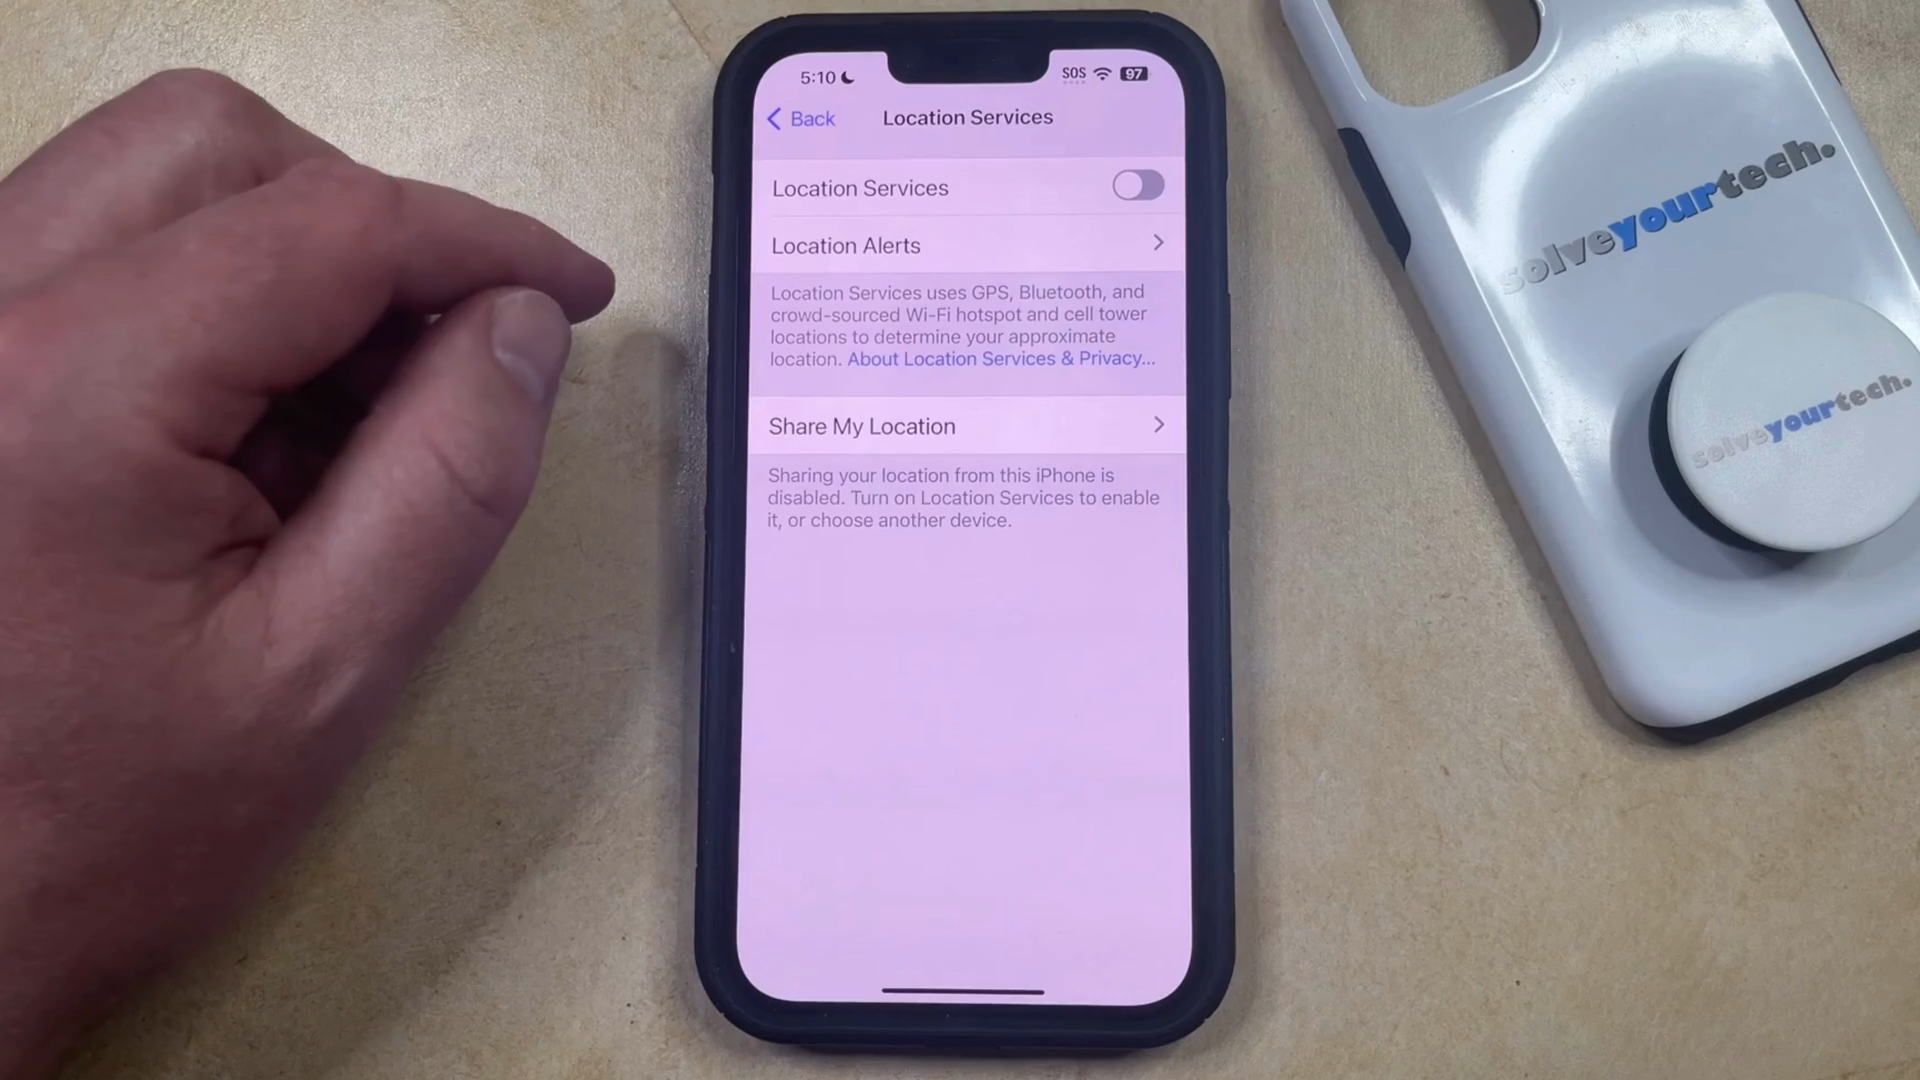 5:10
SOS
97
Back
Location Services
Location Services
Location Alerts
Location Services uses GPS, Bluetooth, and
crowd-sourced Wi-Fi hotspot and cell tower
locations to determine your approximate
location. About Location Services & Privacy...
Share My Location
Sharing your location from this iPhone is
disabled. Turn on Location Services to enable
it, or choose another device.
solveyourtech.
solveyourtech.